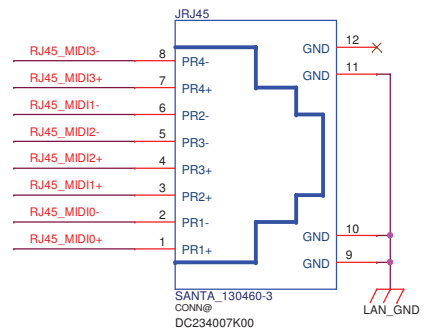 JRJ45
RJ45_MIDI3- 8 PR4- GND 12
RJ45_MIDI3+ 7 PR4+ GND 11
RJ45_MIDI1- 6 PR2-
RJ45_MIDI2- 5 PR3-
RJ45_MIDI2+ 4 PR3+
RJ45_MIDI1+ 3 PR2+
RJ45_MIDI0- 2 PR1- GND 10
RJ45_MIDI0+ 1 PR1+ GND 9
SANTA_130460-3
CONN@
DC234007K00
LAN_GND